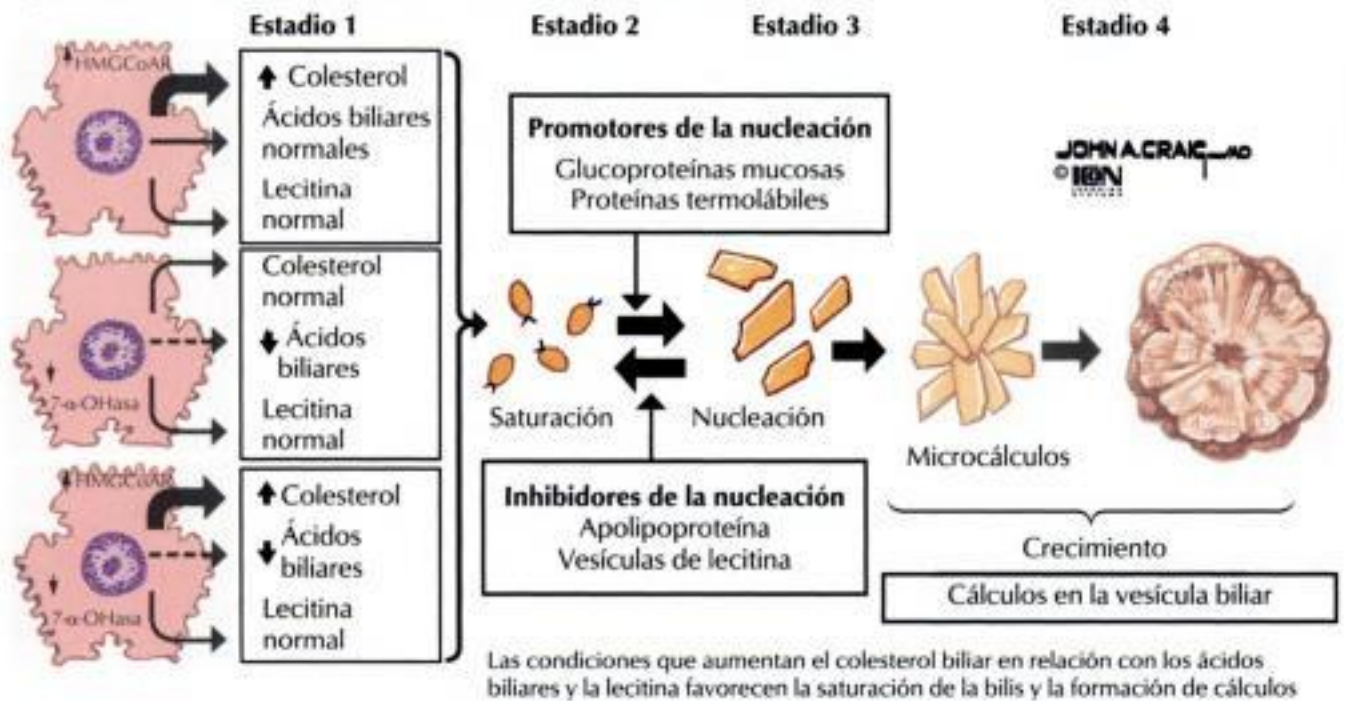 Estadio 1
Estadio 2
Estadio 3
Estadio 4
HMGCoAR
Colesterol
Ácidos biliares
normales
Lecitina
normal
7-α-OHasa
Colesterol
normal
Ácidos
biliares
Lecitina
normal
HMGCoAR
7-α-OHasa
Colesterol
Ácidos
biliares
Lecitina
normal
Promotores de la nucleación
Glucoproteínas mucosas
Proteínas termolábiles
Saturación
Nucleación
Inhibidores de la nucleación
Apolipoproteína
Vesículas de lecitina
JOHN A. CRAIG MD
Microcálculos
Crecimiento
Cálculos en la vesícula biliar
Las condiciones que aumentan el colesterol biliar en relación con los ácidos
biliares y la lecitina favorecen la saturación de la bilis y la formación de cálculos